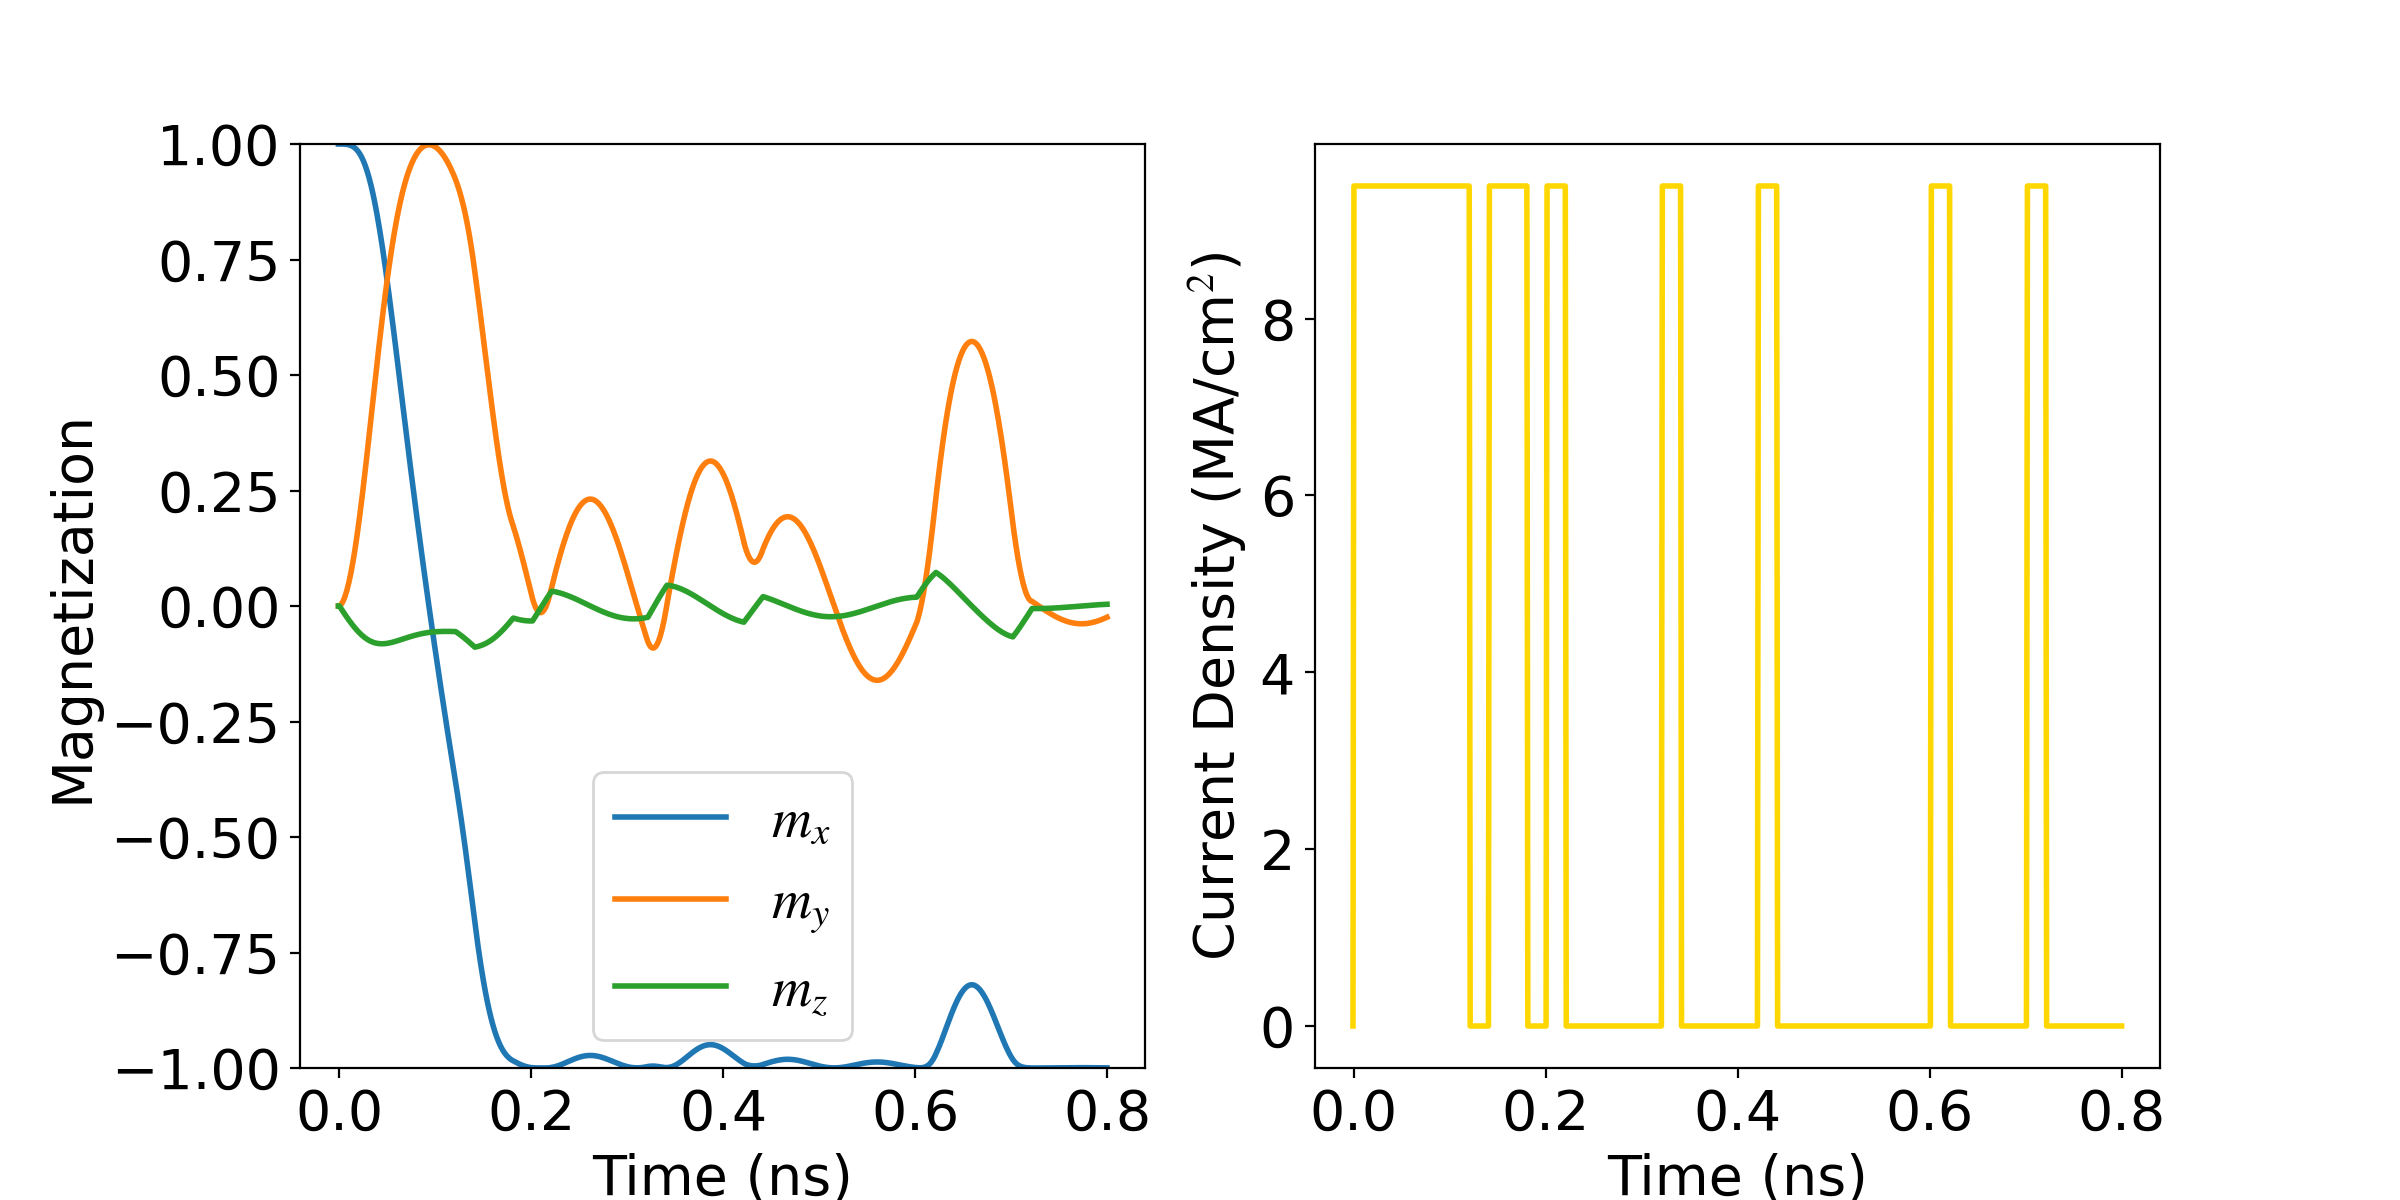 1.00
0.75
0.50
0.25
0.00
−0.25
−0.50
−0.75
−1.00
Magnetization
0.0 0.2 0.4 0.6 0.8
Time (ns)
m_x
m_y
m_z
8
6
4
2
0
Current Density (MA/cm²)
0.0 0.2 0.4 0.6 0.8
Time (ns)